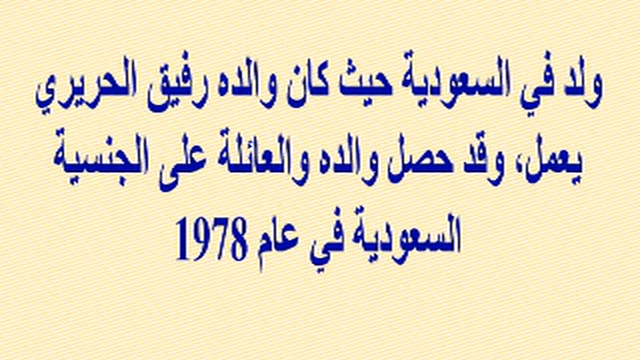 ولد في السعودية حيث كان والده رفيق الحريري
يعمل، وقد حصل والده والعائلة على الجنسية
السعودية في عام 1978